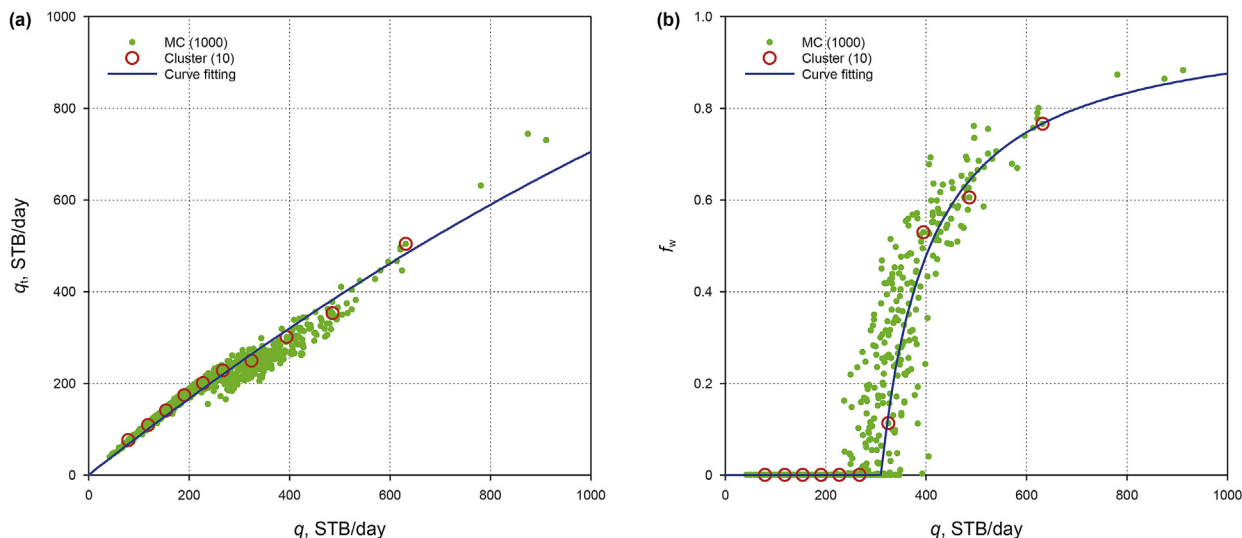 (a)
1000
800
600
400
200
0
qt, STB/day
MC (1000)
Cluster (10)
Curve fitting
0 200 400 600 800 1000
q, STB/day
(b)
1.0
0.8
0.6
0.4
0.2
0.0
fw
MC (1000)
Cluster (10)
Curve fitting
0 200 400 600 800 1000
q, STB/day